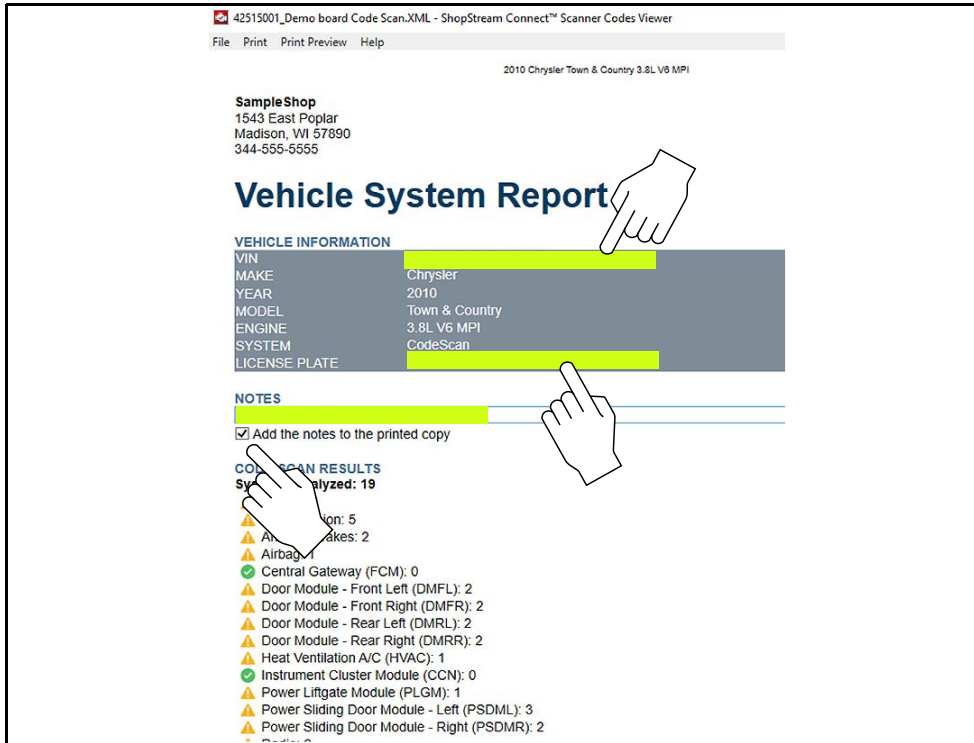 42515001_Demo board Code Scan.XML - ShopStream Connect™ Scanner Codes Viewer
File Print Print Preview Help
2010 Chrysler Town & Country 3.8L V6 MPI
SampleShop
1543 East Poplar
Madison, WI 57890
344-555-5555
Vehicle System Report
VEHICLE INFORMATION
VIN
MAKE Chrysler
YEAR 2010
MODEL Town & Country
ENGINE 3.8L V6 MPI
SYSTEM CodeScan
LICENSE PLATE
NOTES
Add the notes to the printed copy
SCAN RESULTS
19
5
2
Airbag
Central Gateway (FCM): 0
Door Module - Front Left (DMFL): 2
Door Module - Front Right (DMFR): 2
Door Module - Rear Left (DMRL): 2
Door Module - Rear Right (DMRR): 2
Heat Ventilation A/C (HVAC): 1
Instrument Cluster Module (CCN): 0
Power Liftgate Module (PLGM): 1
Power Sliding Door Module - Left (PSDML): 3
Power Sliding Door Module - Right (PSDMR): 2